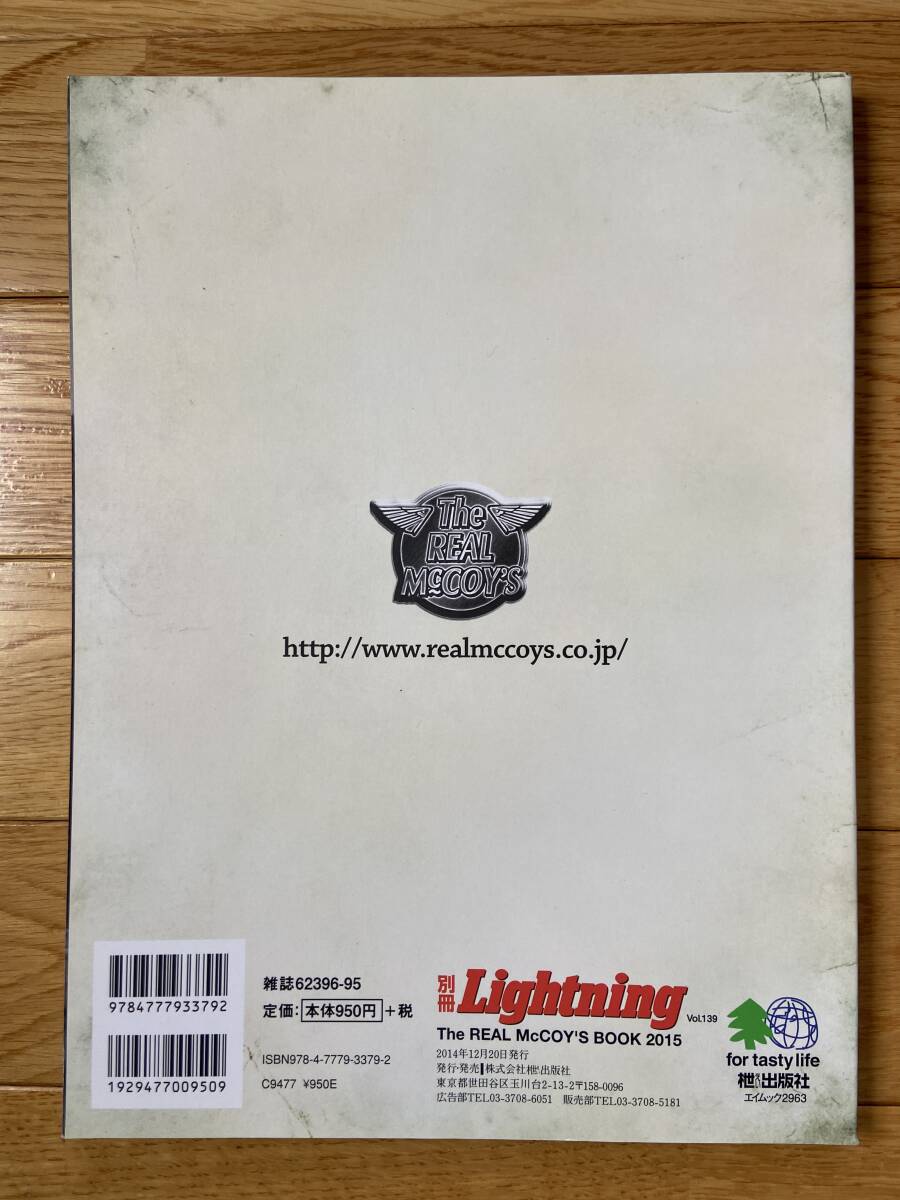 The
REAL
McCOY'S
http://www.realmccoys.co.jp/
9784777933792
1929477009509
雑誌62396-95
定価：本体950円+税
ISBN978-4-7779-3379-2
C9477 ¥950E
別冊 Lightning Vol.139
The REAL McCOY'S BOOK 2015
2014年12月20日発行
発行・発売 株式会社枻出版社
東京都世田谷区玉川台2-13-2〒158-0096
広告部TEL03-3708-6051 販売部TEL03-3708-5181
for tasty life
枻出版社
エイムック2963